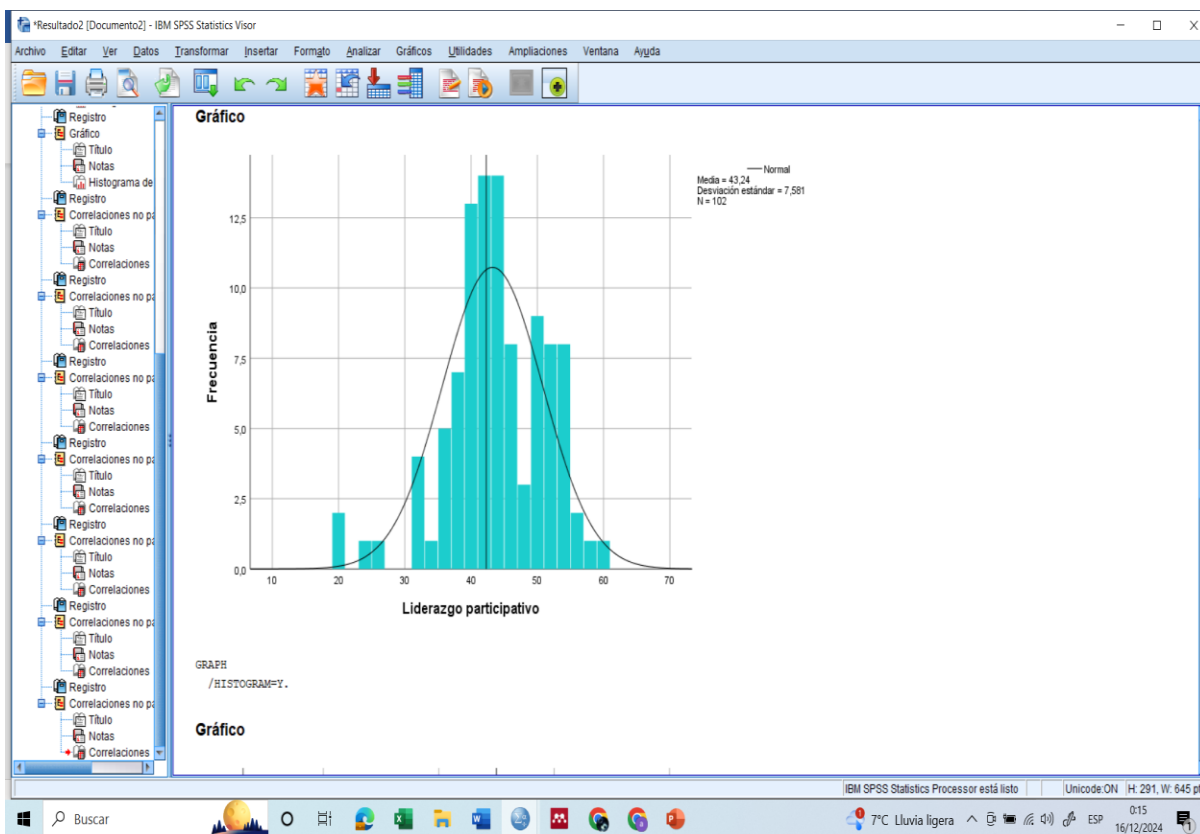 *Resultado2 [Documento2] - IBM SPSS Statistics Visor
Archivo Editar Ver Datos Transformar Insertar Formato Analizar Gráficos Utilidades Ampliaciones Ventana Ayuda
Registro
Gráfico
Título
Notas
Histograma de
Registro
Correlaciones no pa
Título
Notas
Correlaciones
Registro
Correlaciones no pa
Título
Notas
Correlaciones
Registro
Correlaciones no pa
Título
Notas
Correlaciones
Registro
Correlaciones no pa
Título
Notas
Correlaciones
Registro
Correlaciones no pa
Título
Notas
Correlaciones
Registro
Correlaciones no pa
Título
Notas
Correlaciones
Registro
Correlaciones no pa
Título
Notas
Correlaciones
Gráfico
Normal
Media = 43,24
Desviación estándar = 7,581
N = 102
Frecuencia
12,5
10,0
7,5
5,0
2,5
0,0
10 20 30 40 50 60 70
Liderazgo participativo
GRAPH
/HISTOGRAM=Y.
Gráfico
IBM SPSS Statistics Processor está listo Unicode:ON H: 291, W: 645 pt
Buscar
7°C Lluvia ligera ESP 0:15
16/12/2024